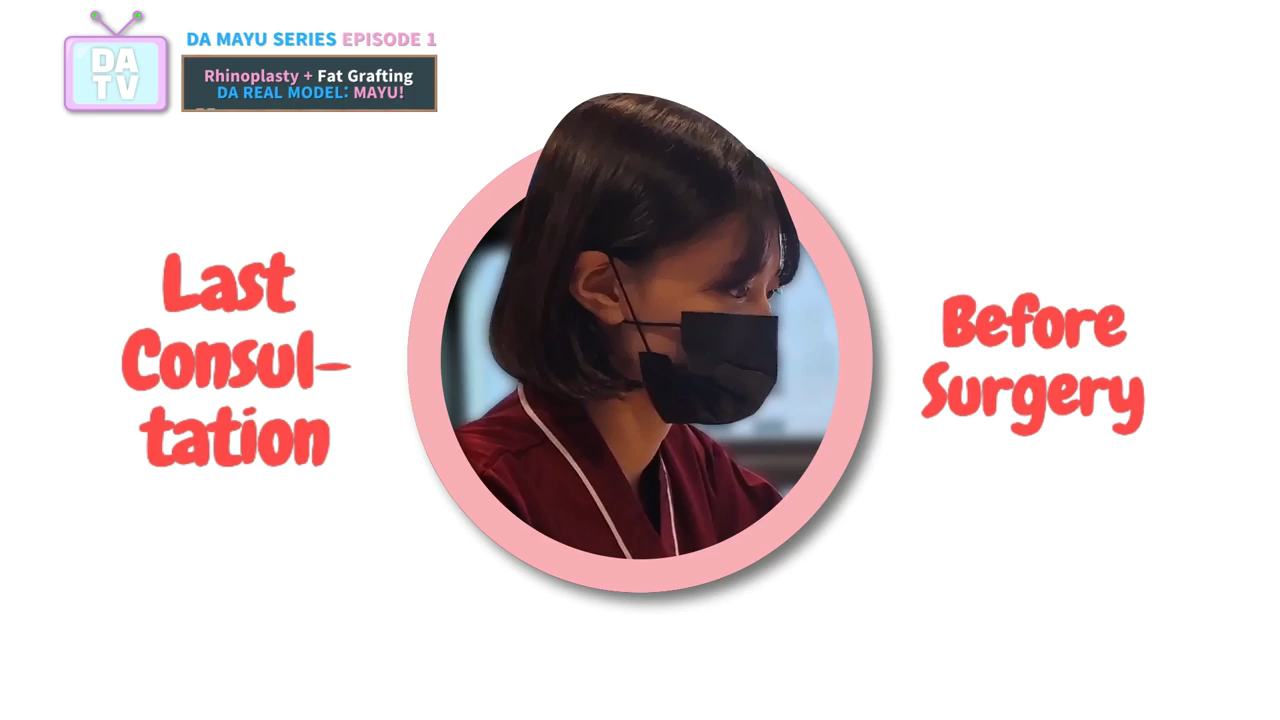 DA
TV
DA MAYU SERIES EPISODE 1
Rhinoplasty + Fat Grafting
DA REAL MODEL: MAYU!
Last
Consul-
tation
Before
Surgery